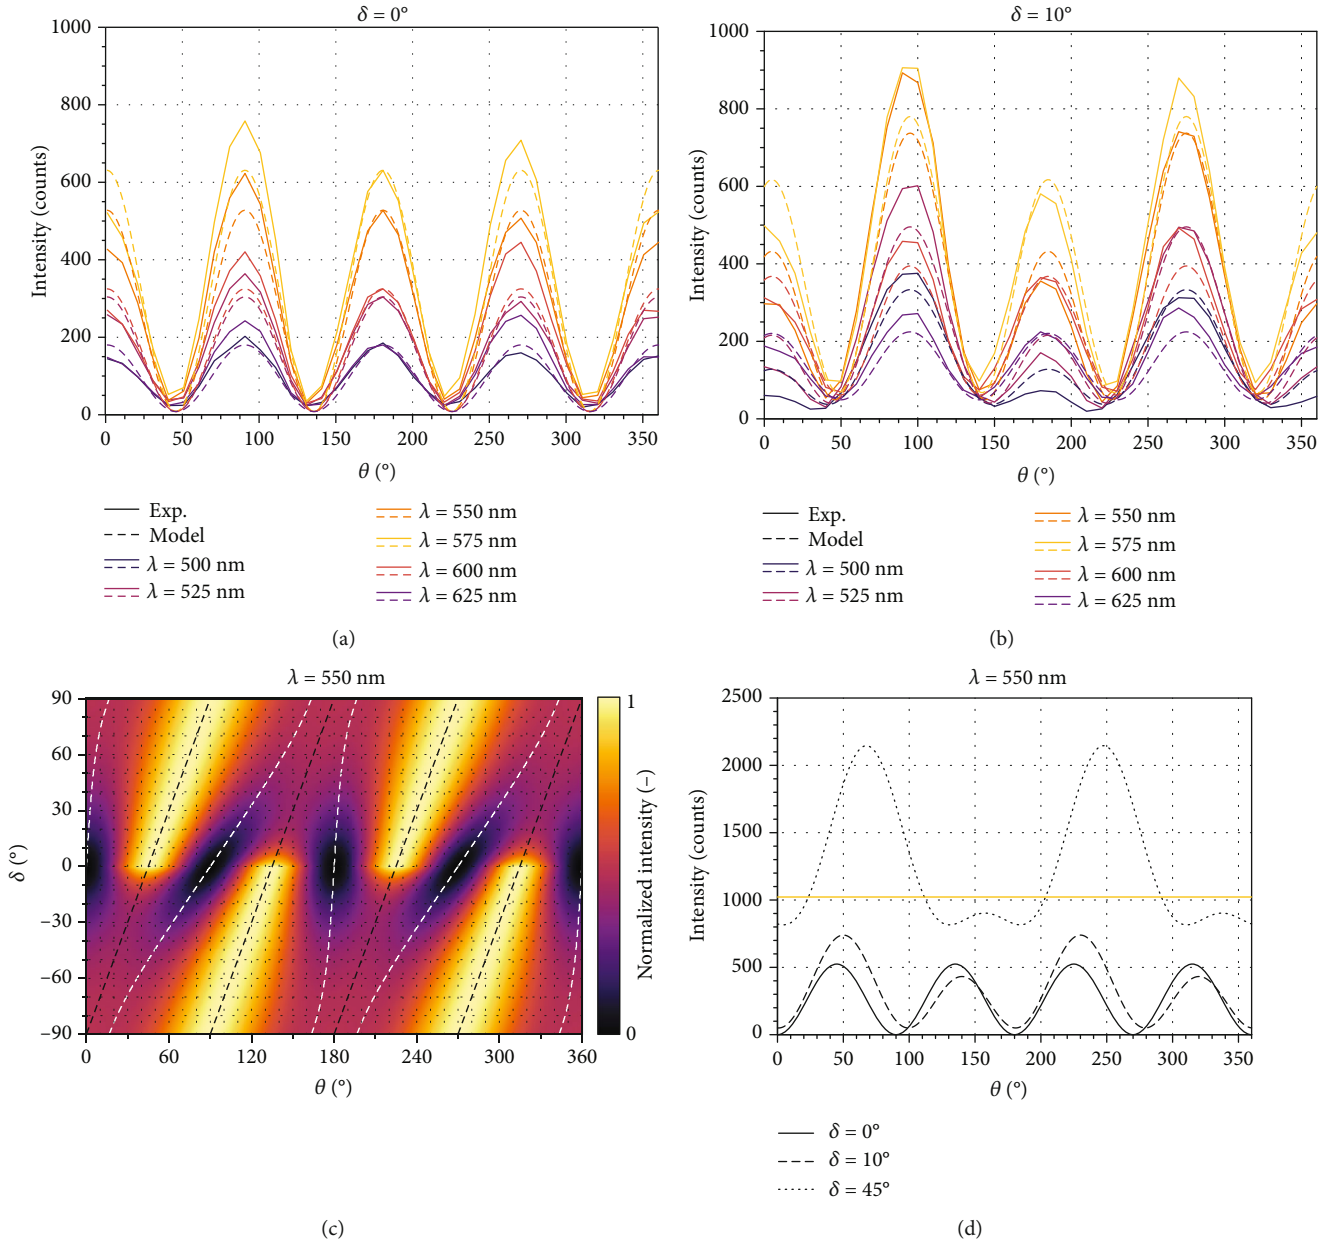 δ = 0°
1000
800
600
400
200
0
Intensity (counts)
0 50 100 150 200 250 300 350
θ (°)
Exp.
Model
λ = 500 nm
λ = 525 nm
λ = 550 nm
λ = 575 nm
λ = 600 nm
λ = 625 nm
(a)
δ = 10°
1000
800
600
400
200
0
Intensity (counts)
0 50 100 150 200 250 300 350
θ (°)
Exp.
Model
λ = 500 nm
λ = 525 nm
λ = 550 nm
λ = 575 nm
λ = 600 nm
λ = 625 nm
(b)
λ = 550 nm
90
60
30
0
−30
−60
−90
δ (°)
0 60 120 180 240 300 360
θ (°)
1
0
Normalized intensity (−)
(c)
λ = 550 nm
2500
2000
1500
1000
500
0
Intensity (counts)
0 50 100 150 200 250 300 350
θ (°)
δ = 0°
δ = 10°
δ = 45°
(d)